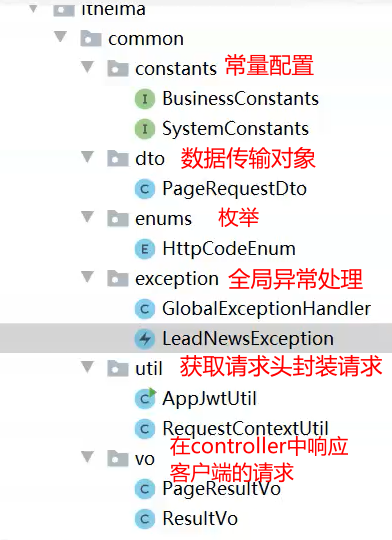 itheima
common
constants 常量配置
BusinessConstants
SystemConstants
dto 数据传输对象
PageRequestDto
enums 枚举
HttpCodeEnum
exception 全局异常处理
GlobalExceptionHandler
LeadNewsException
util 获取请求头封装请求
AppJwtUtil
RequestContextUtil
vo 在controller中响应
客户端的请求
PageResultVo
ResultVo